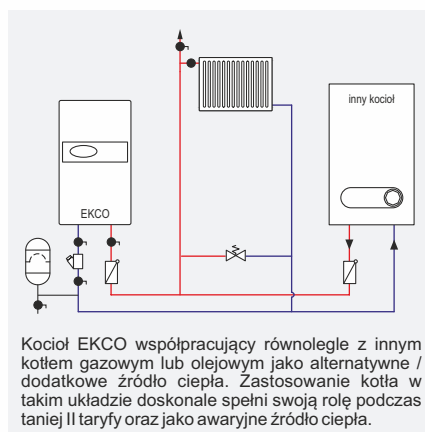 inny kocioł
EKCO
Kocioł EKCO współpracujący równolegle z innym
kotłem gazowym lub olejowym jako alternatywne /
dodatkowe źródło ciepła. Zastosowanie kotła w
takim układzie doskonale spełni swoją rolę podczas
taniej II taryfy oraz jako awaryjne źródło ciepła.